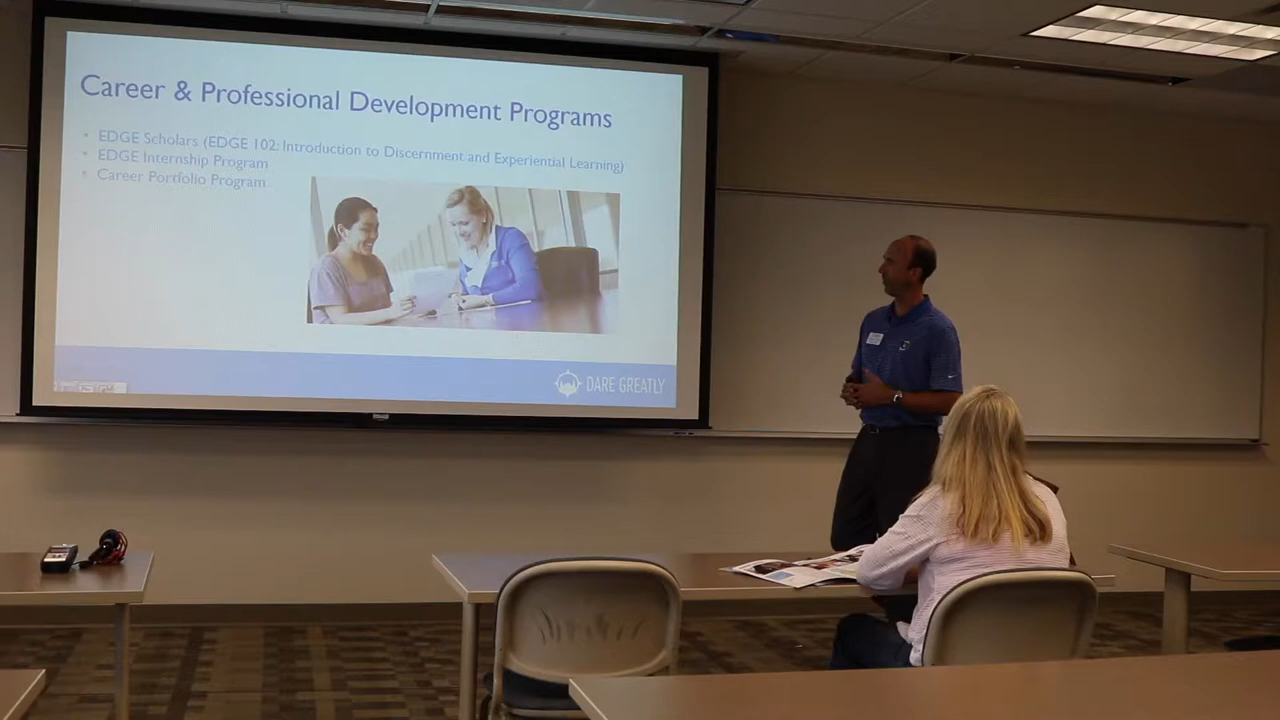 Career & Professional Development Programs
EDGE Scholars (EDGE 102: Introduction to Discernment and Experiential Learning)
EDGE Internship Program
Career Portfolio Program
DARE GREATLY